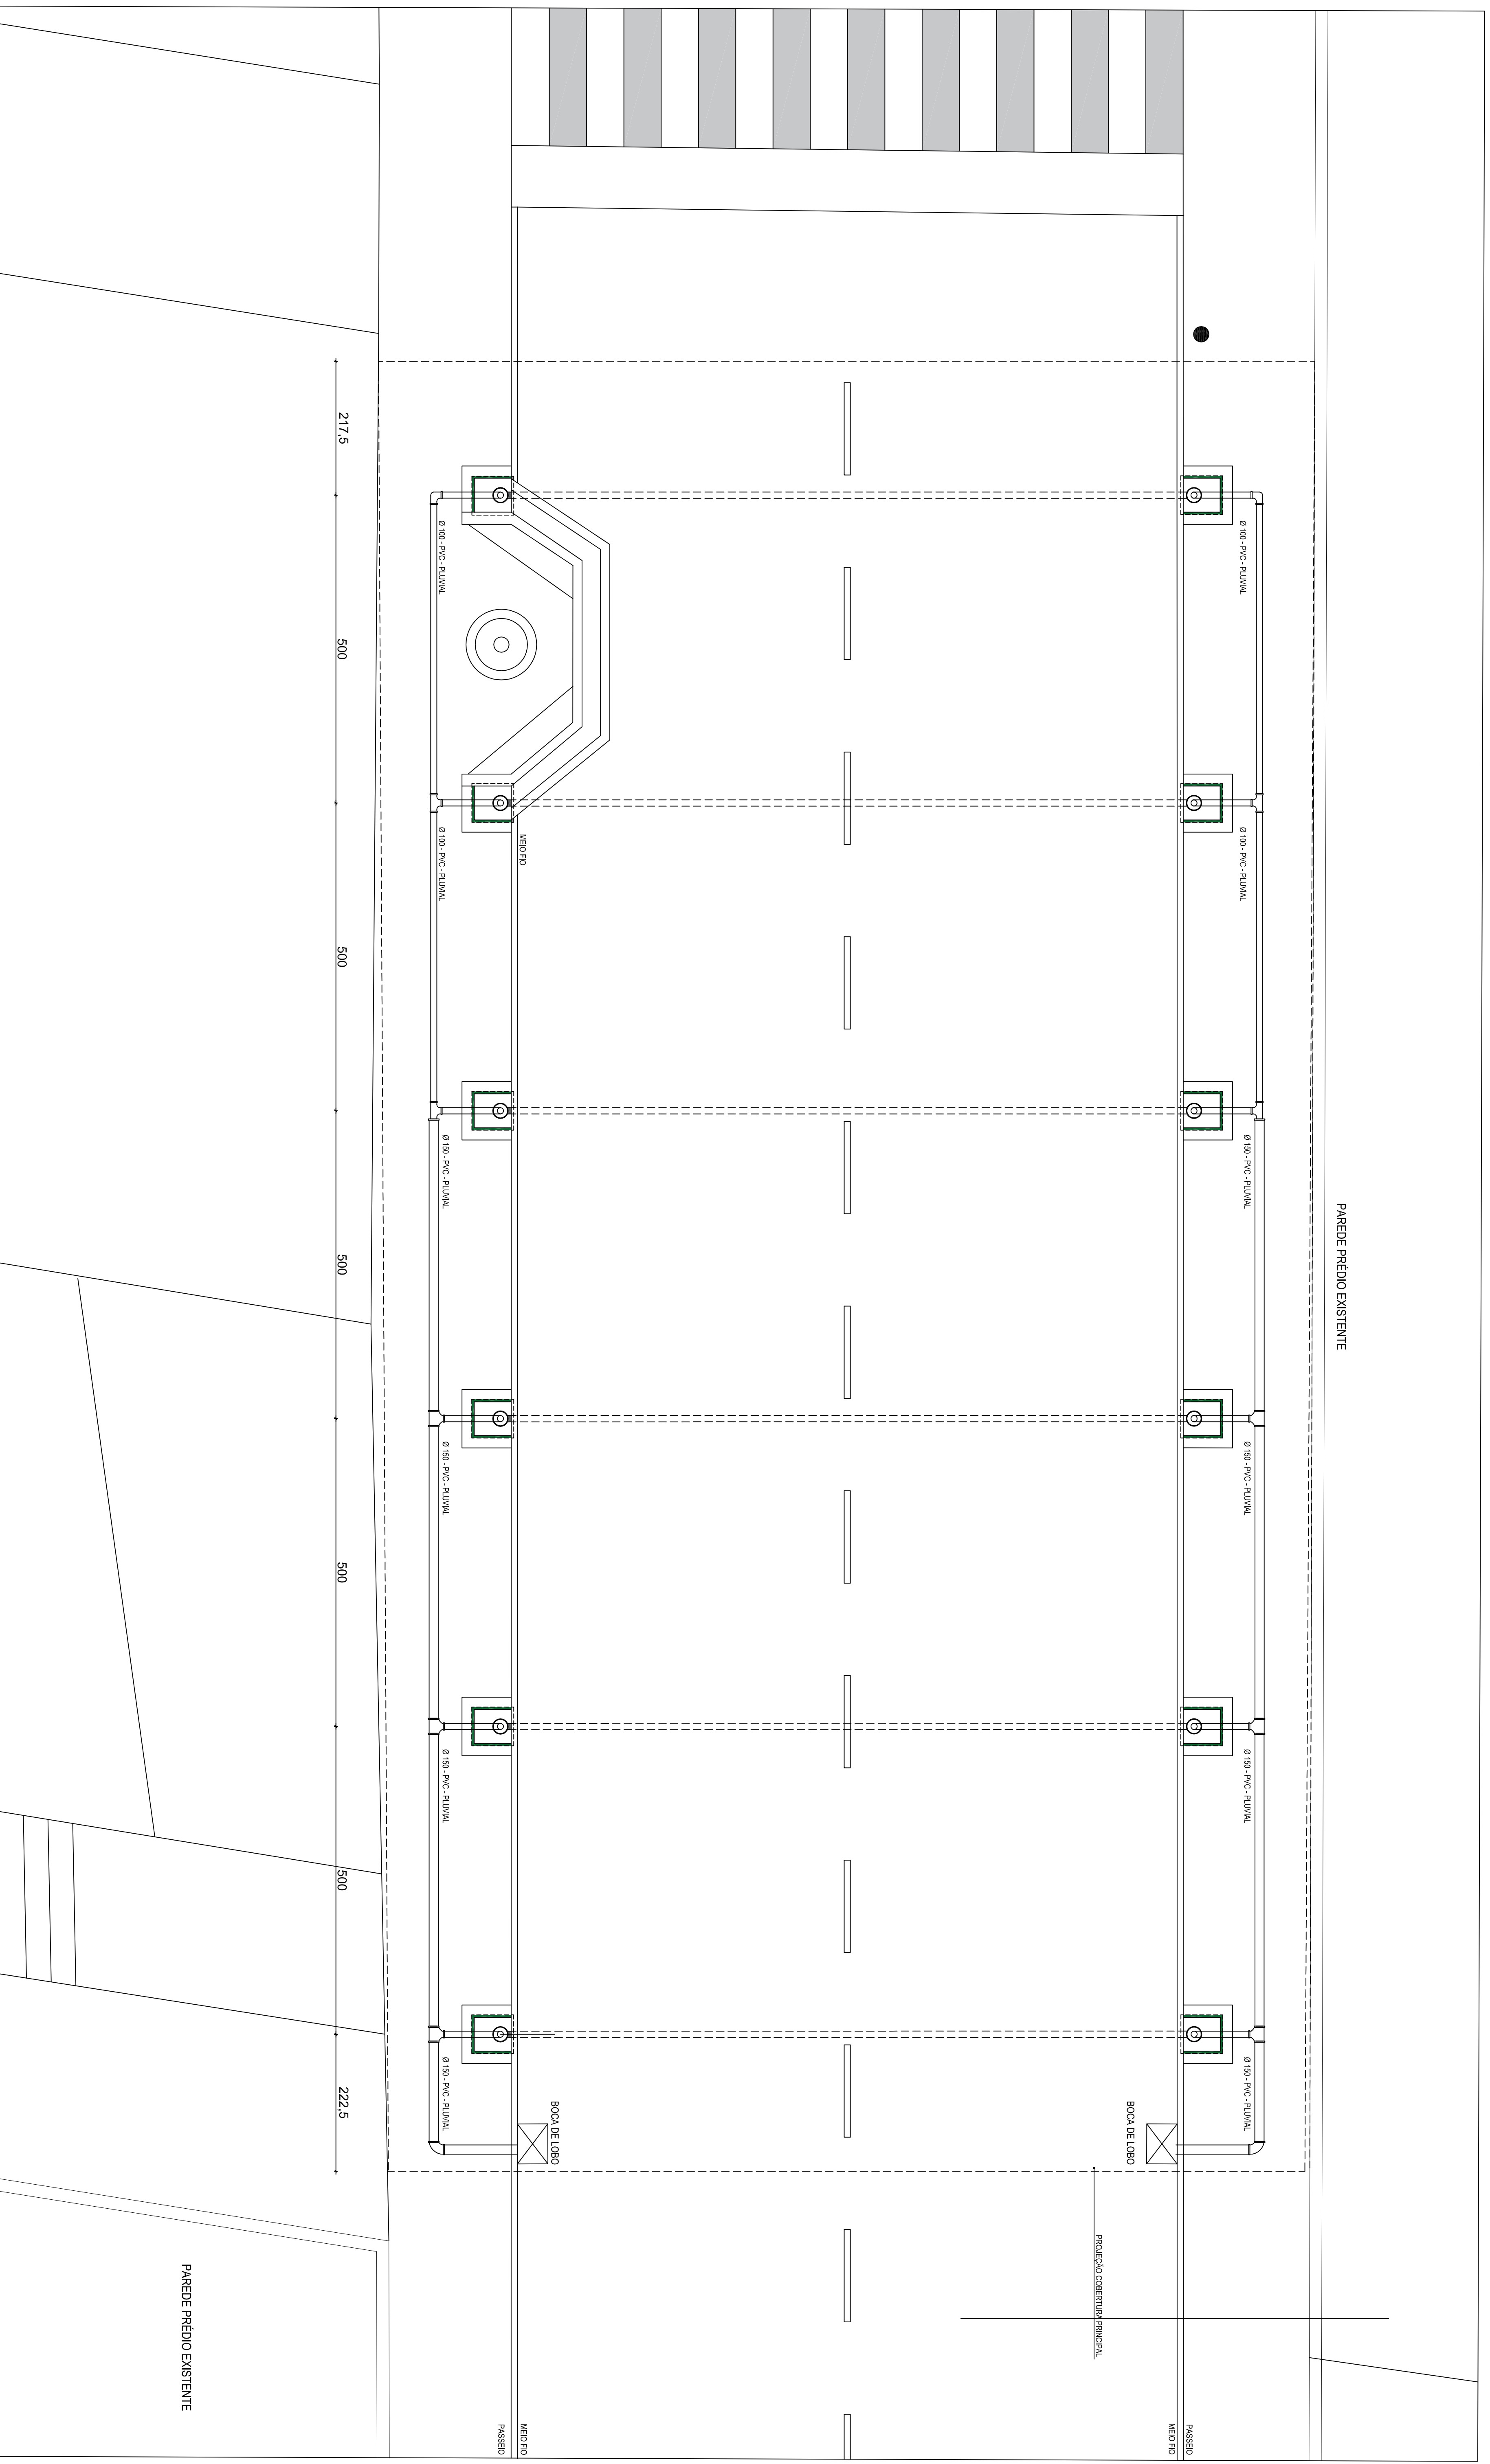 PAREDE PRÉDIO EXISTENTE
Ø 100 - PVC - PLUVIAL
Ø 100 - PVC - PLUVIAL
Ø 150 - PVC - PLUVIAL
Ø 150 - PVC - PLUVIAL
Ø 150 - PVC - PLUVIAL
Ø 150 - PVC - PLUVIAL
PASSEIO
MEIO FIO
BOCA DE LOBO
PROJEÇÃO COBERTURA PRINCIPAL
BOCA DE LOBO
MEIO FIO
MEIO FIO
PASSEIO
Ø 100 - PVC - PLUVIAL
Ø 100 - PVC - PLUVIAL
Ø 150 - PVC - PLUVIAL
Ø 150 - PVC - PLUVIAL
Ø 150 - PVC - PLUVIAL
Ø 150 - PVC - PLUVIAL
217,5
500
500
500
500
500
222,5
PAREDE PRÉDIO EXISTENTE